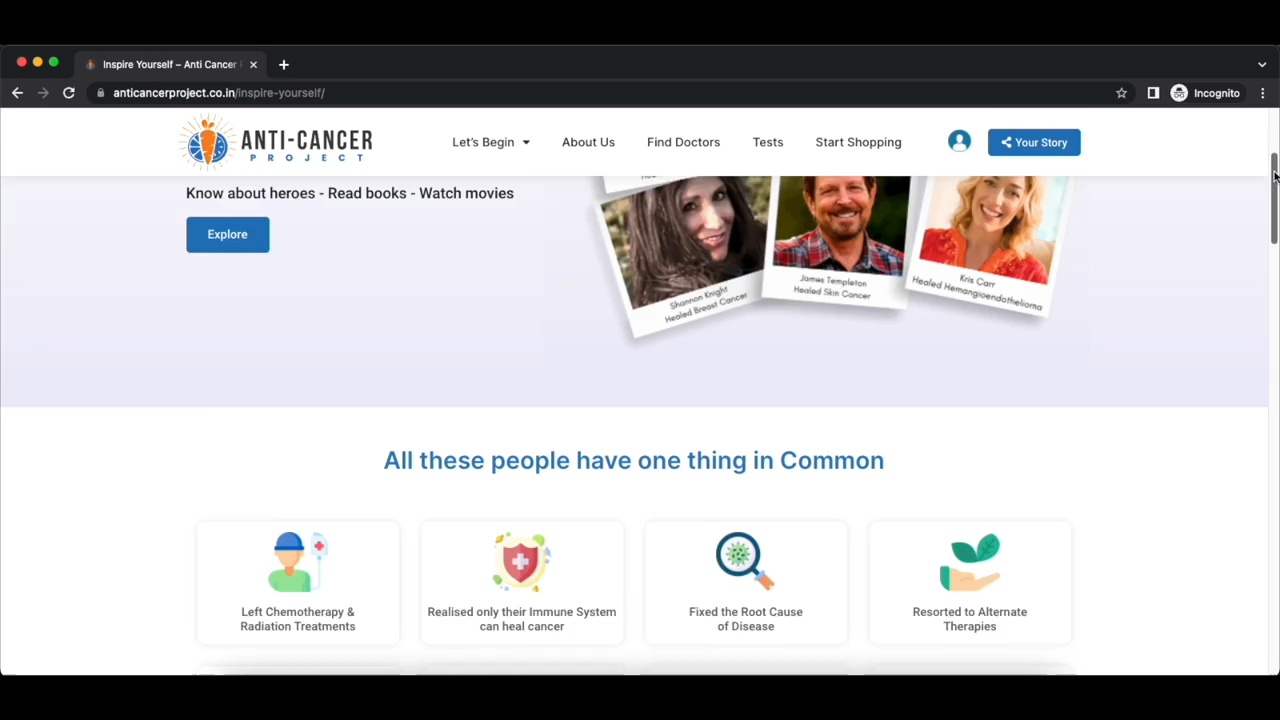 Inspire Yourself – Anti Cancer
anticancerproject.co.in/inspire-yourself/
Incognito
ANTI-CANCER
PROJECT
Let's Begin
About Us
Find Doctors
Tests
Start Shopping
Your Story
Know about heroes - Read books - Watch movies
Explore
Shannon Knight
Healed Breast Cancer
James Templeton
Healed Skin Cancer
Kris Carr
Healed Hemangioendothelioma
All these people have one thing in Common
Left Chemotherapy &
Radiation Treatments
Realised only their Immune System
can heal cancer
Fixed the Root Cause
of Disease
Resorted to Alternate
Therapies